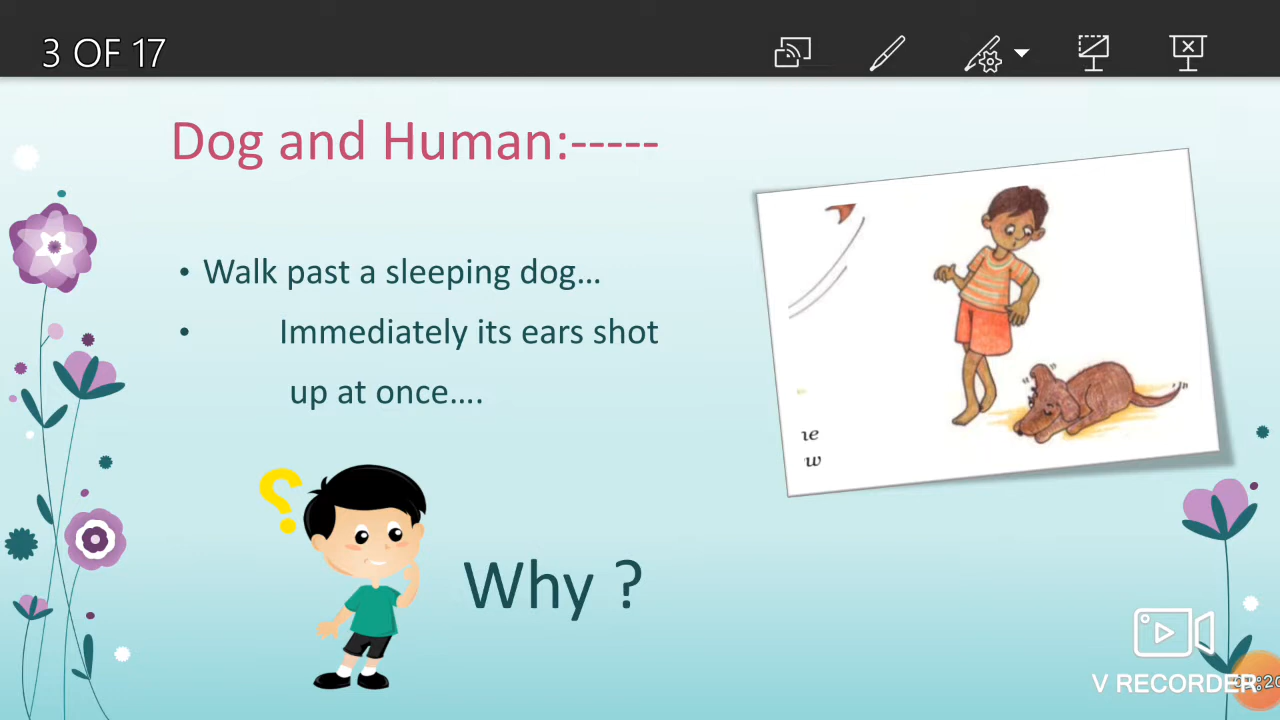 3 OF 17
Dog and Human:-----
• Walk past a sleeping dog…
• Immediately its ears shot
up at once….
ıe
w
Why ?
V RECORDER